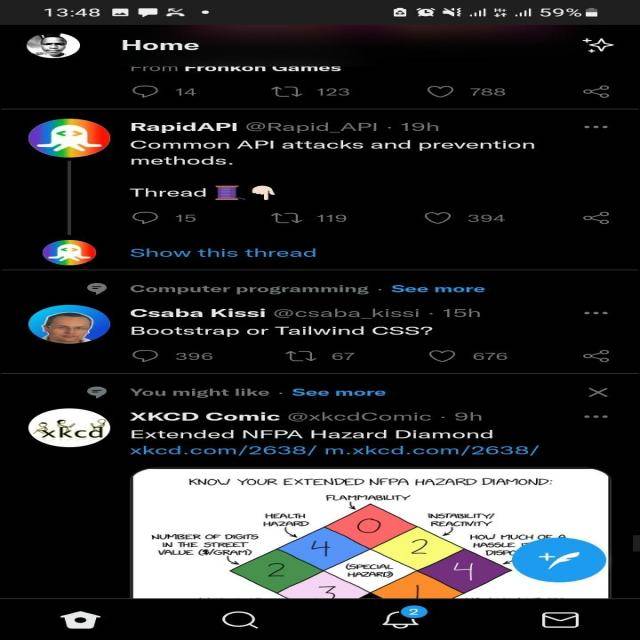 13:48
59%
Home
From Fronkon Games
14 123 788
RapidAPI @Rapid_API · 19h
Common API attacks and prevention
methods.
Thread 🧵 👇🏻
15 119 394
Show this thread
Computer programming · See more
Csaba Kissi @csaba_kissi · 15h
Bootstrap or Tailwind CSS?
396 67 676
You might like · See more
xkcd
XKCD Comic @xkcdComic · 9h
Extended NFPA Hazard Diamond
xkcd.com/2638/ m.xkcd.com/2638/
KNOW YOUR EXTENDED NFPA HAZARD DIAMOND:
FLAMMABILITY
HEALTH
HAZARD
INSTABILITY/
REACTIVITY
NUMBER OF DIGITS
IN THE STREET
VALUE ($/GRAM)
HOW MUCH OF A
HASSLE
0
4 2
2 (SPECIAL
HAZARD) 4
3 1
2